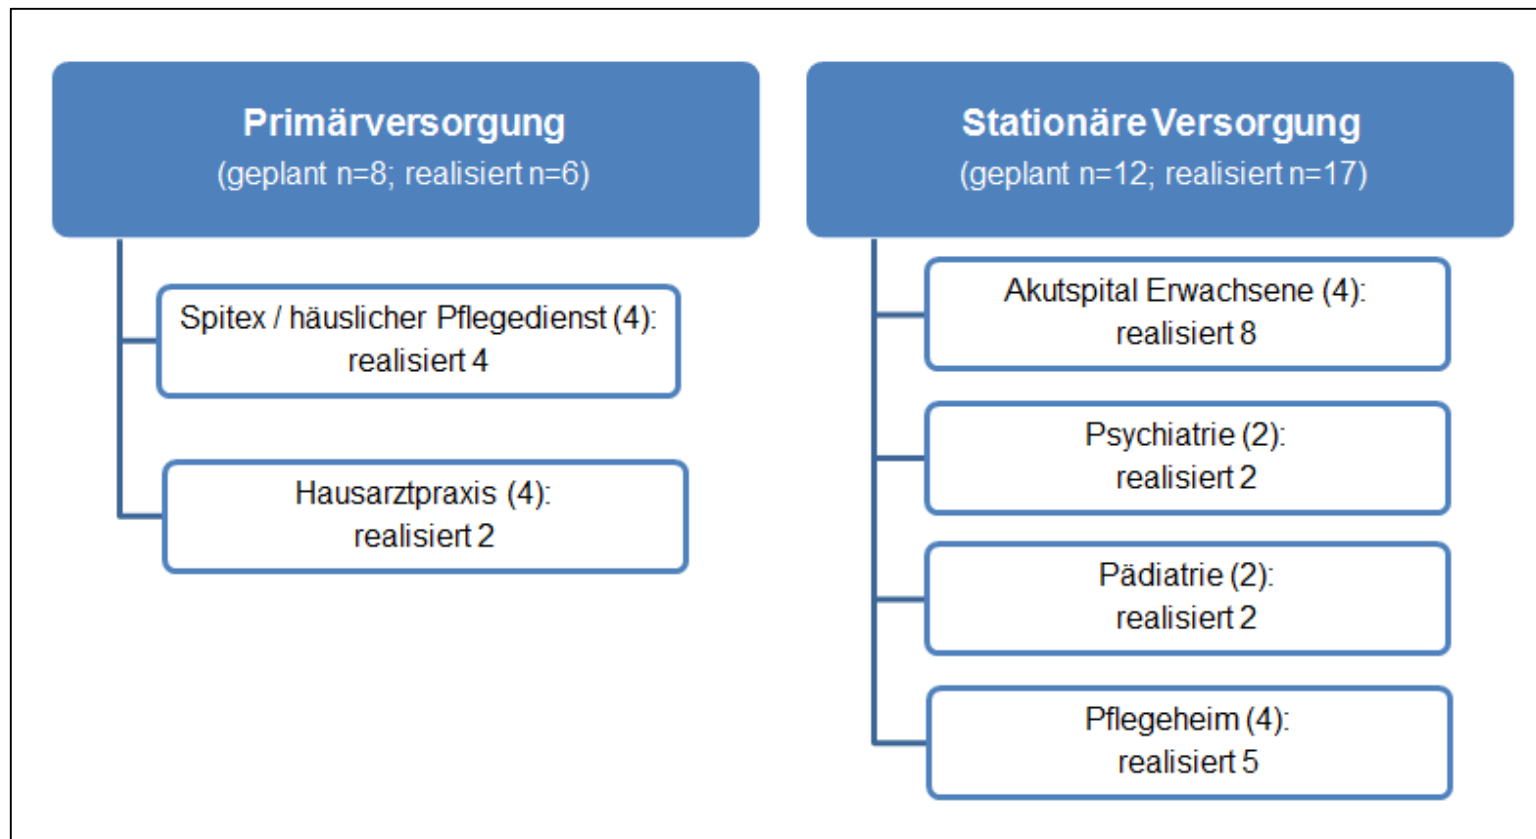 Primärversorgung
(geplant n=8; realisiert n=6)
Spitex / häuslicher Pflegedienst (4):
realisiert 4
Hausarztpraxis (4):
realisiert 2
Stationäre Versorgung
(geplant n=12; realisiert n=17)
Akutspital Erwachsene (4):
realisiert 8
Psychiatrie (2):
realisiert 2
Pädiatrie (2):
realisiert 2
Pflegeheim (4):
realisiert 5